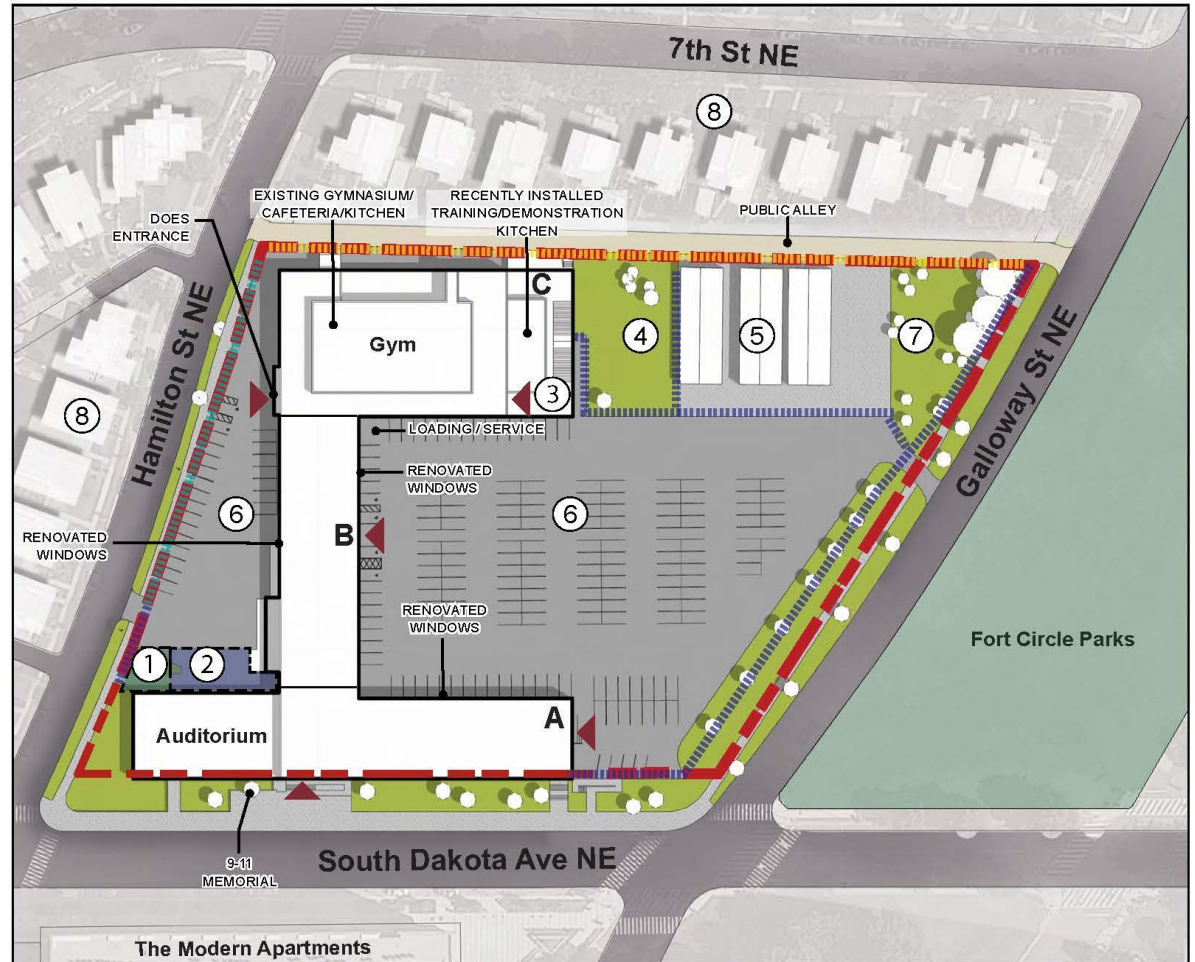 7th St NE
8
EXISTING GYMNASIUM/
CAFETERIA/KITCHEN
RECENTLY INSTALLED
TRAINING/DEMONSTRATION
KITCHEN
DOES
ENTRANCE
PUBLIC ALLEY
C
Gym
4
5
7
3
Hamilton St NE
Galloway St NE
8
LOADING / SERVICE
RENOVATED
WINDOWS
6
6
B
RENOVATED
WINDOWS
RENOVATED
WINDOWS
Fort Circle Parks
1
2
A
Auditorium
9-11
MEMORIAL
South Dakota Ave NE
The Modern Apartments